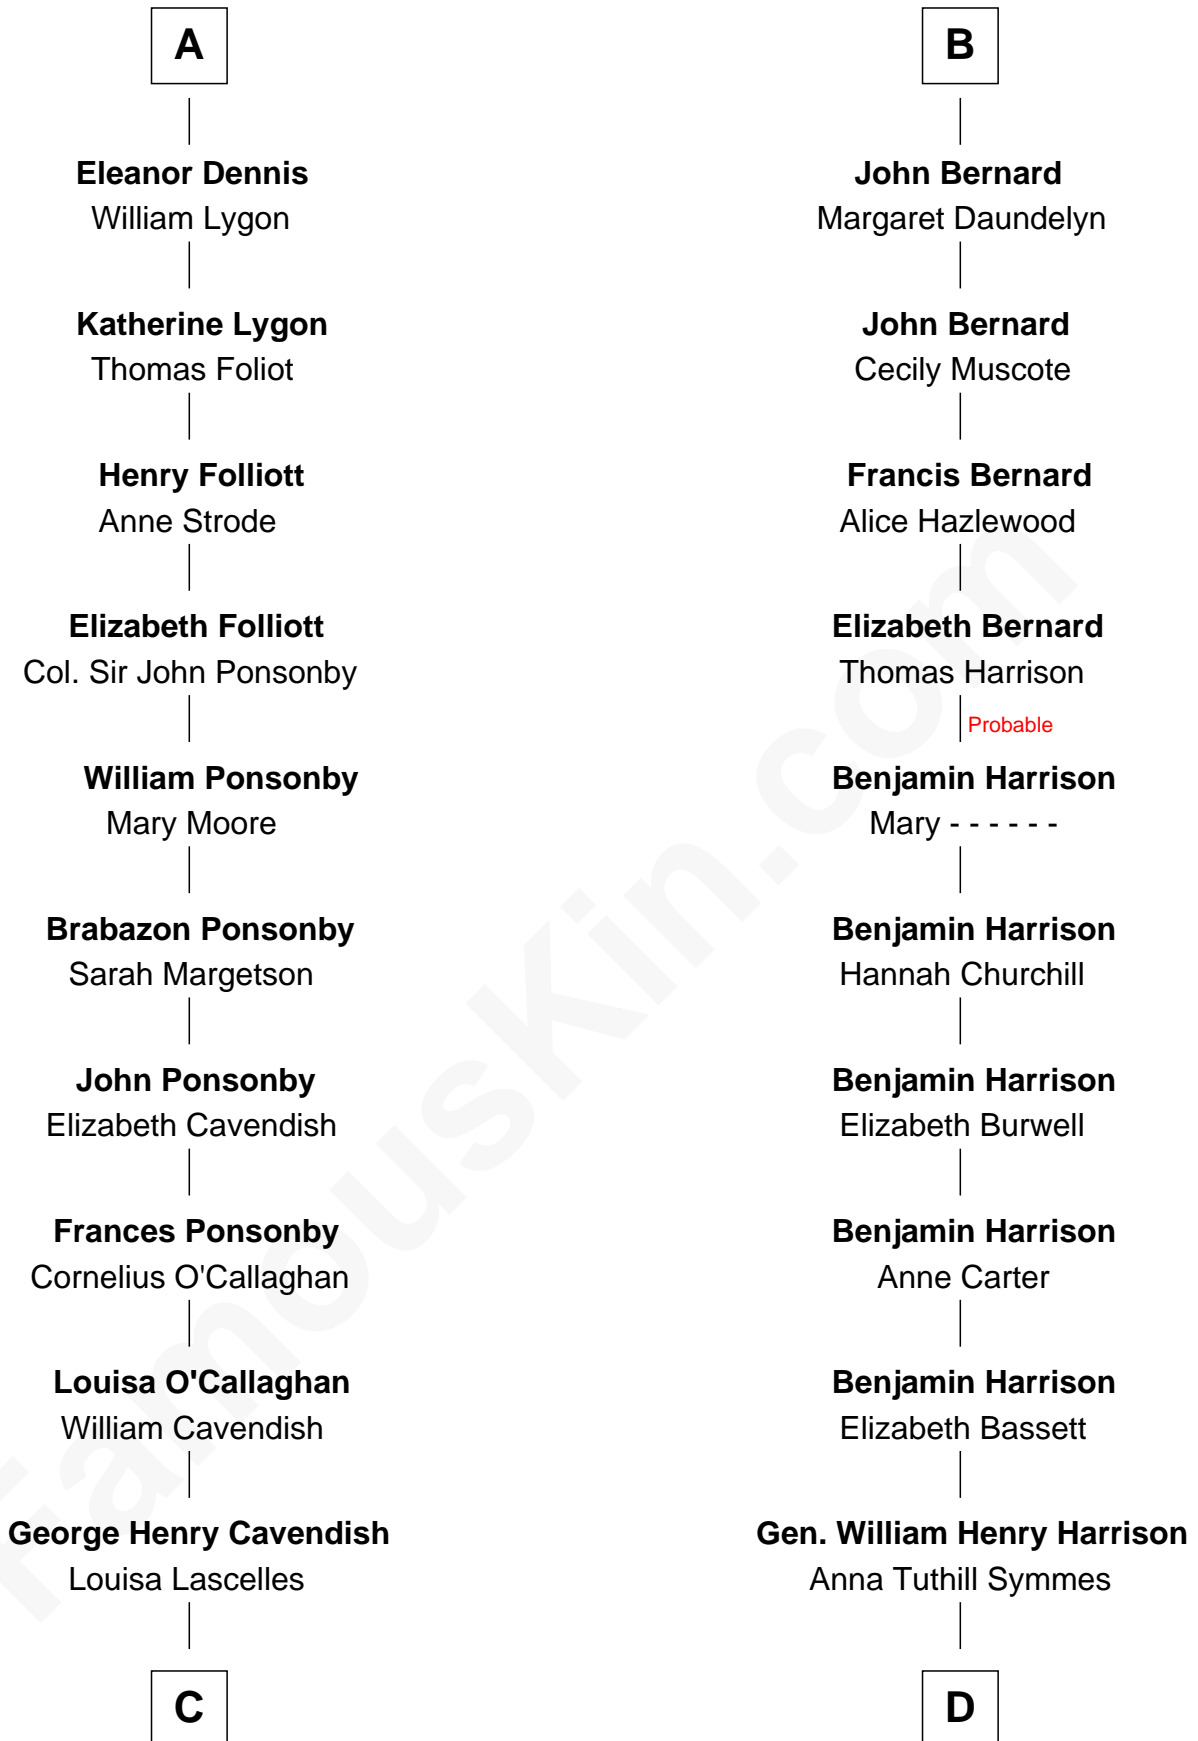 A
Eleanor Dennis
William Lygon
Katherine Lygon
Thomas Foliot
Henry Folliott
Anne Strode
Elizabeth Folliott
Col. Sir John Ponsonby
William Ponsonby
Mary Moore
Brabazon Ponsonby
Sarah Margetson
John Ponsonby
Elizabeth Cavendish
Frances Ponsonby
Cornelius O'Callaghan
Louisa O'Callaghan
William Cavendish
George Henry Cavendish
Louisa Lascelles
C
B
John Bernard
Margaret Daundelyn
John Bernard
Cecily Muscote
Francis Bernard
Alice Hazlewood
Elizabeth Bernard
Thomas Harrison
Probable
Benjamin Harrison
Mary - - - - - -
Benjamin Harrison
Hannah Churchill
Benjamin Harrison
Elizabeth Burwell
Benjamin Harrison
Anne Carter
Benjamin Harrison
Elizabeth Bassett
Gen. William Henry Harrison
Anna Tuthill Symmes
D
FamousKin.com